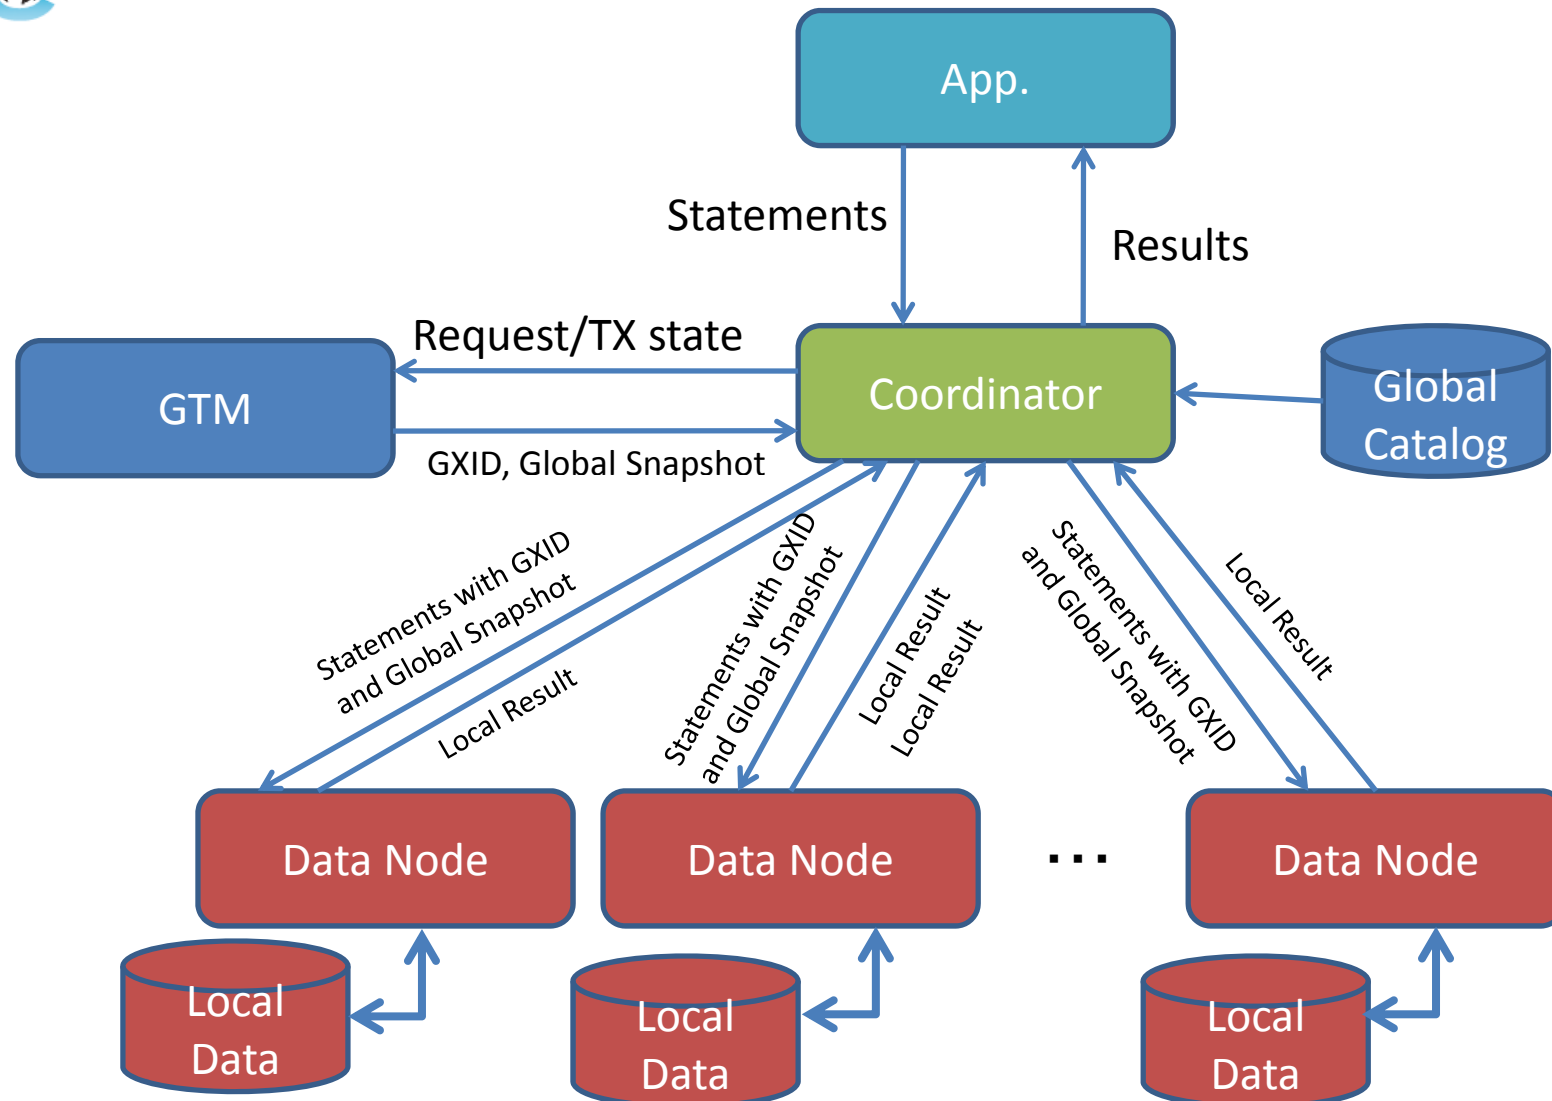 App.
Statements
Results
Request/TX state
GTM
Coordinator
Global
Catalog
GXID, Global Snapshot
Statements with GXID
and Global Snapshot
Local Result
Statements with GXID
and Global Snapshot
Local Result
Local Result
Statements with GXID
and Global Snapshot
Local Result
Data Node
Data Node
...
Data Node
Local
Data
Local
Data
Local
Data